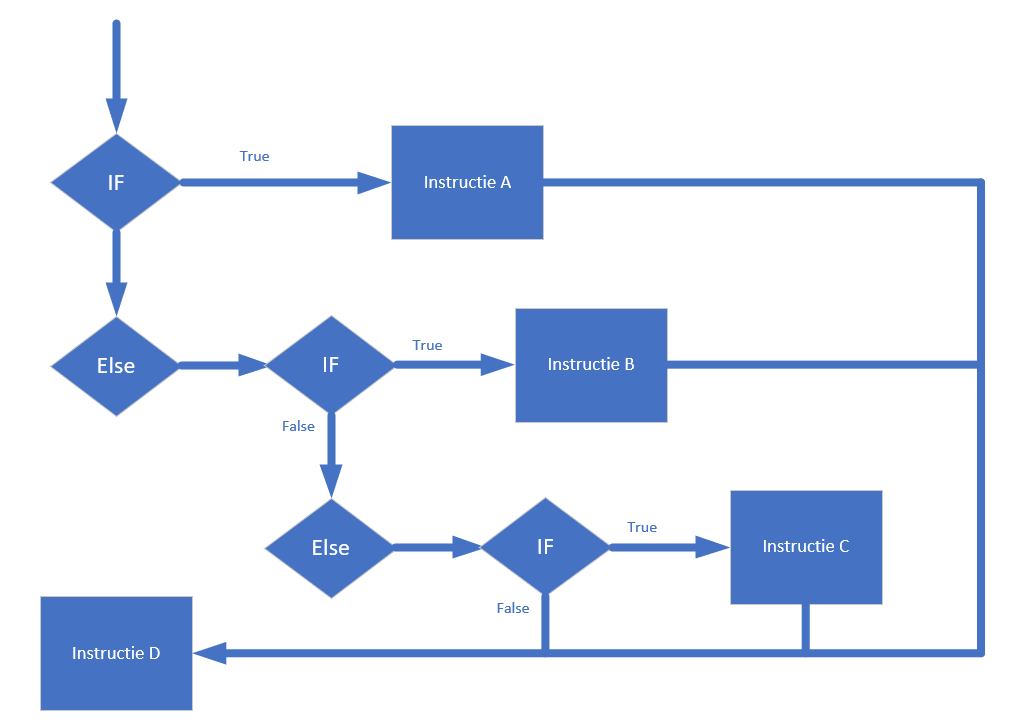 True
IF
Instructie A
True
Else
IF
Instructie B
False
True
Else
IF
Instructie C
False
Instructie D